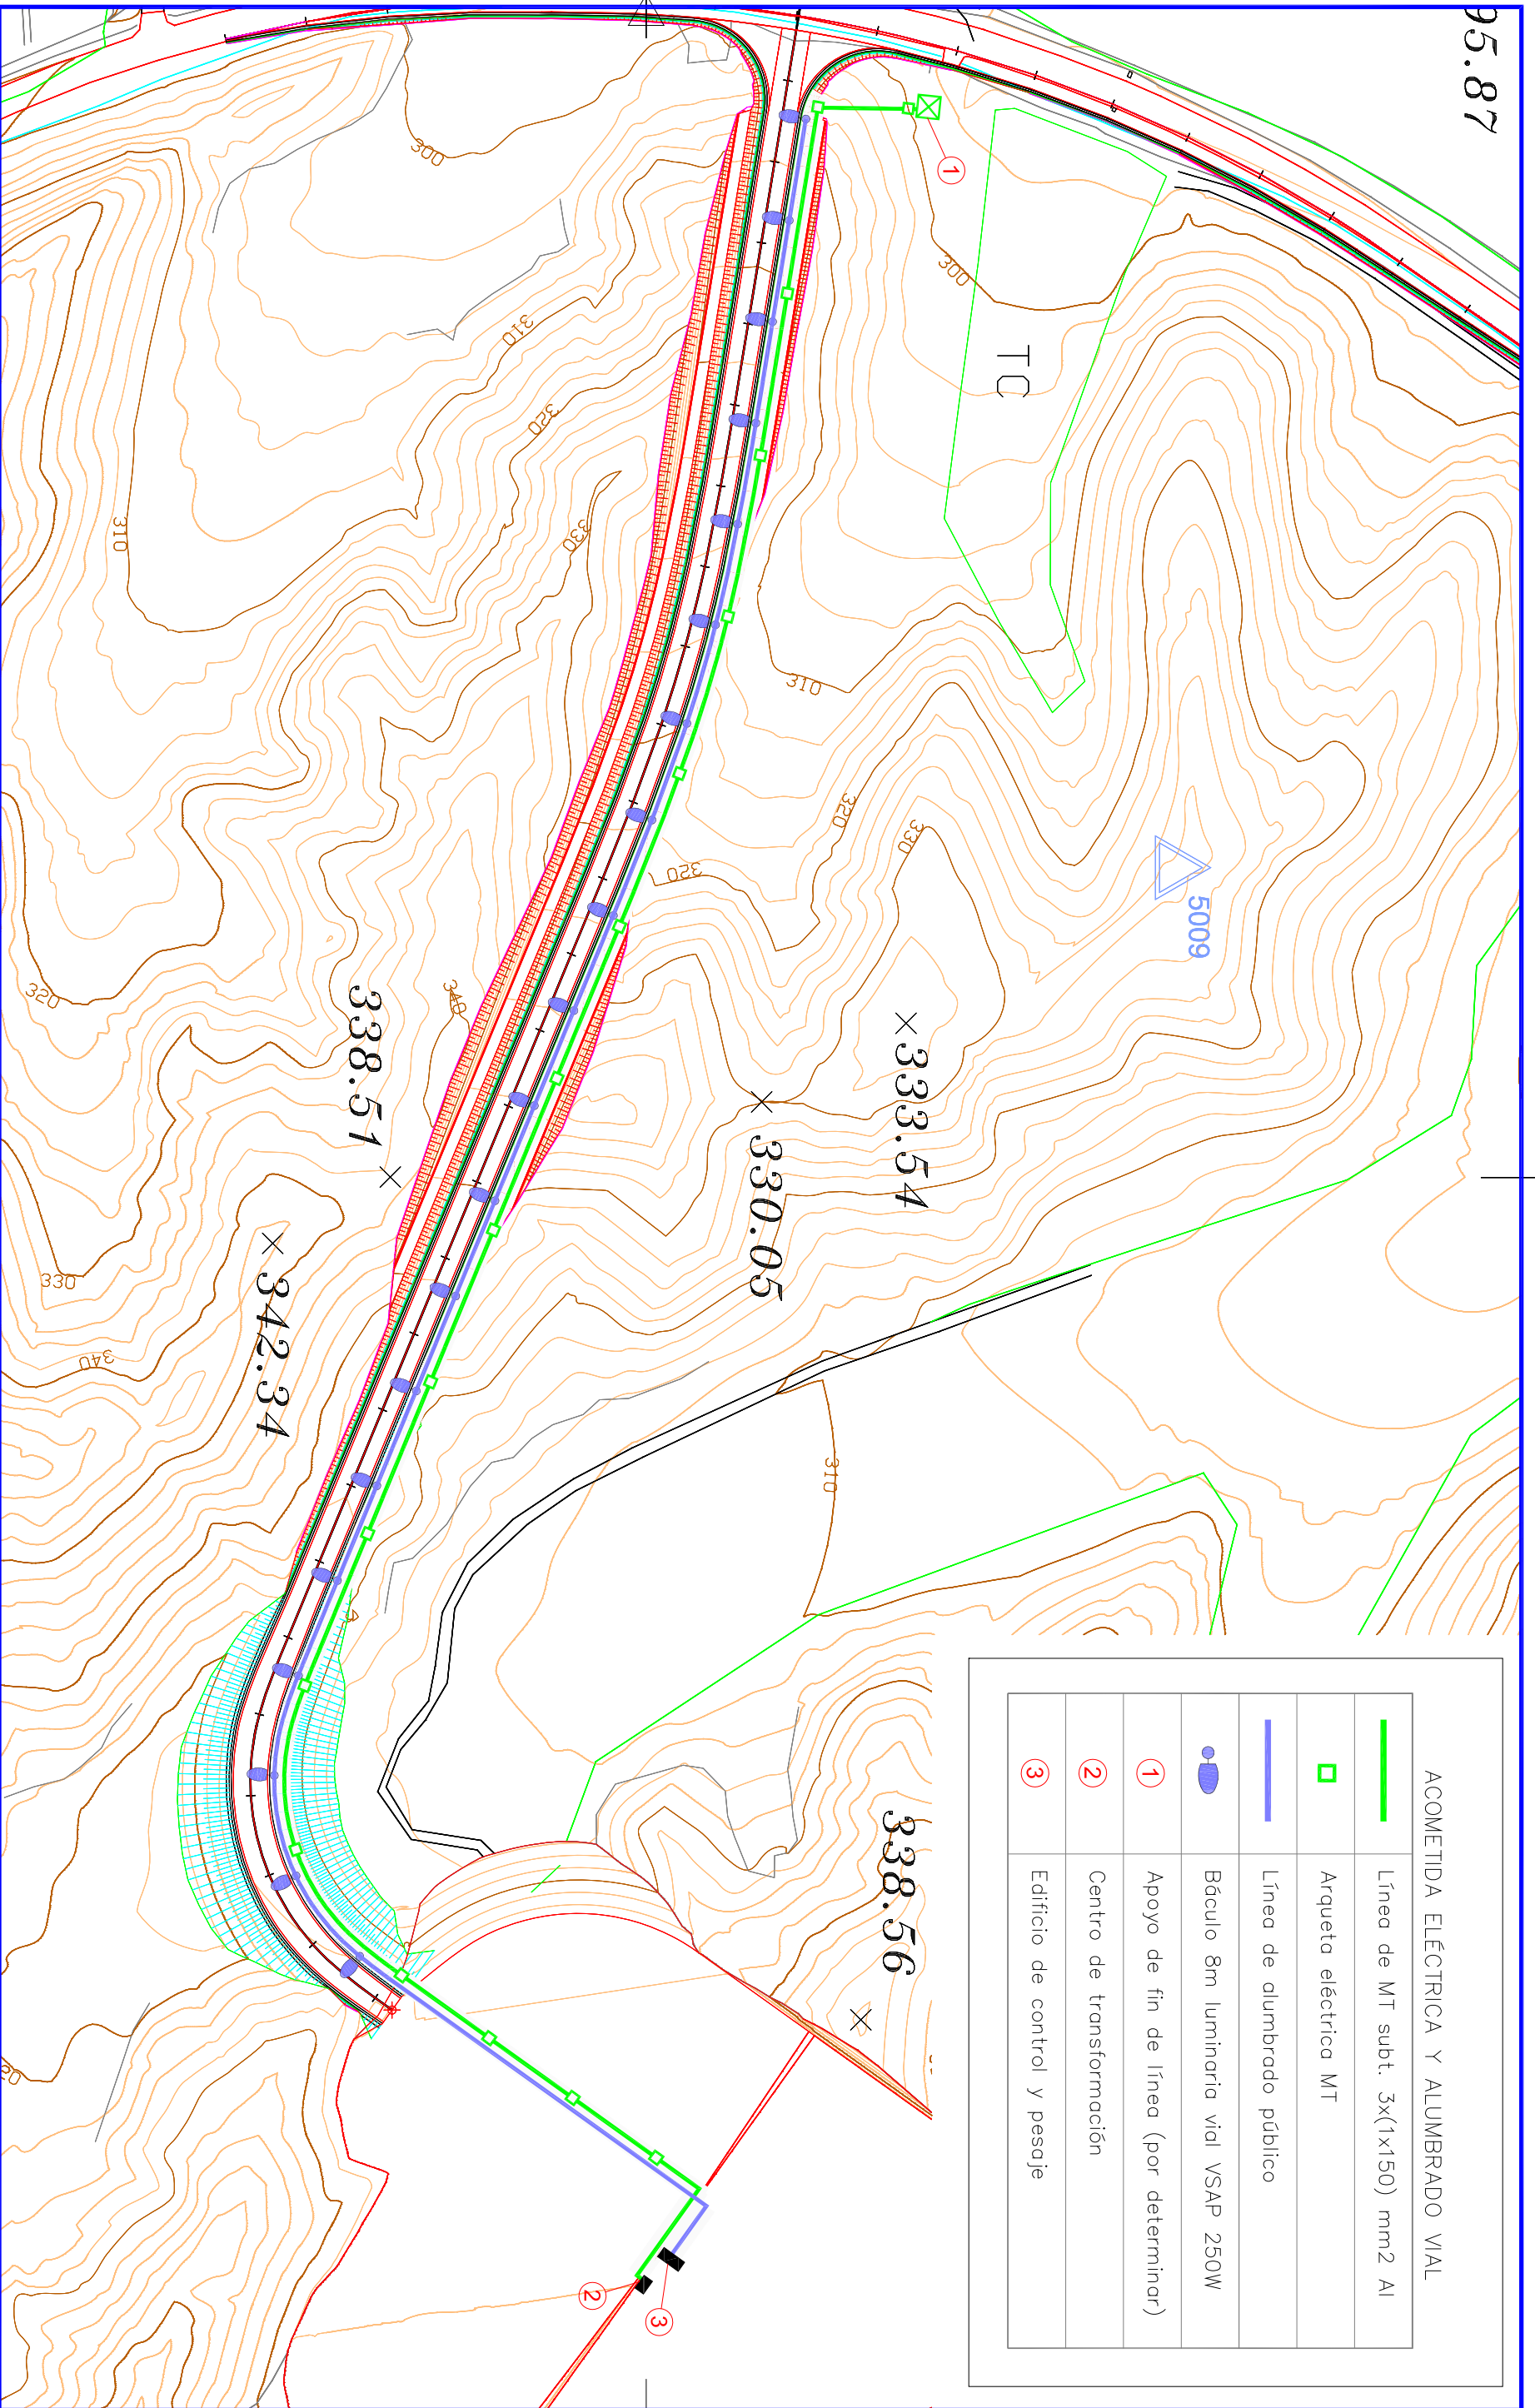 ACOMETIDA ELÉCTRICA Y ALUMBRADO VIAL
Línea de MT subt. 3x(1x150) mm2 Al
Arqueta eléctrica MT
Línea de alumbrado público
Báculo 8m luminaria vial VSAP 250W
1 Apoyo de fin de línea (por determinar)
2 Centro de transformación
3 Edificio de control y pesaje
95.87
5009
333.54
330.05
338.51
342.34
338.56
TC
1
2
3
300
300
310
320
330
310
310
320
330
320
340
320
330
340
310